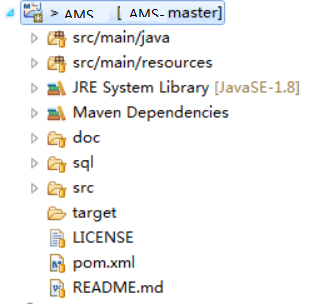 > AMS [ AMS- master]
src/main/java
src/main/resources
JRE System Library [JavaSE-1.8]
Maven Dependencies
doc
sql
src
target
LICENSE
pom.xml
README.md